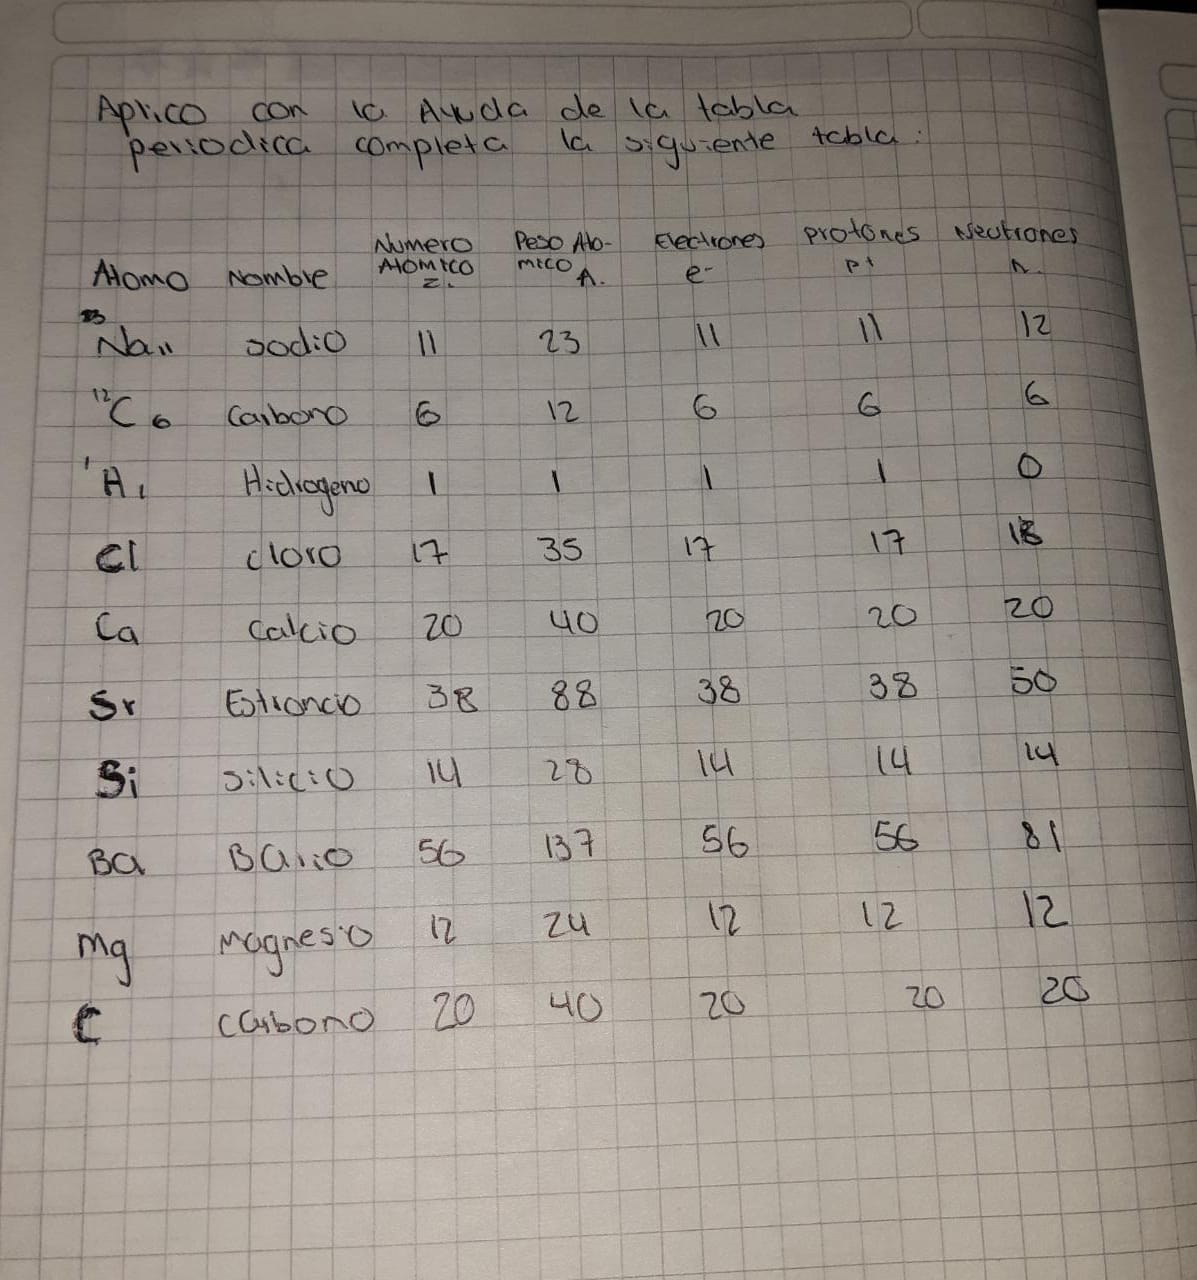 Aplico con la Ayuda de la tabla
periodica completa la siguiente tabla:
Atomo Nombre Numero Atomico z. Peso Ato-mico A. Electrones e- protones p+ Neutrones n.
23 Na 11 sodio 11 23 11 11 12
12 C 6 Carbono 6 12 6 6 6
1 H 1 Hidrogeno 1 1 1 1 0
Cl cloro 17 35 17 17 18
Ca calcio 20 40 20 20 20
Sr Estroncio 38 88 38 38 50
Si silicio 14 28 14 14 14
Ba Bario 56 137 56 56 81
Mg magnesio 12 24 12 12 12
C carbono 20 40 20 20 20